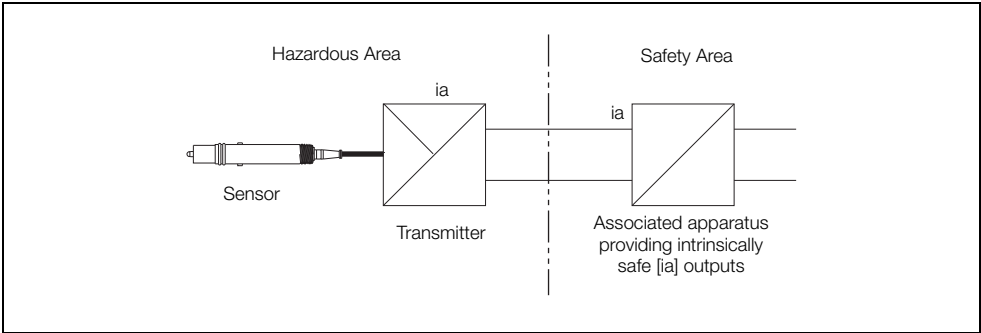 Hazardous Area
Safety Area
ia
ia
Sensor
Transmitter
Associated apparatus
providing intrinsically
safe [ia] outputs